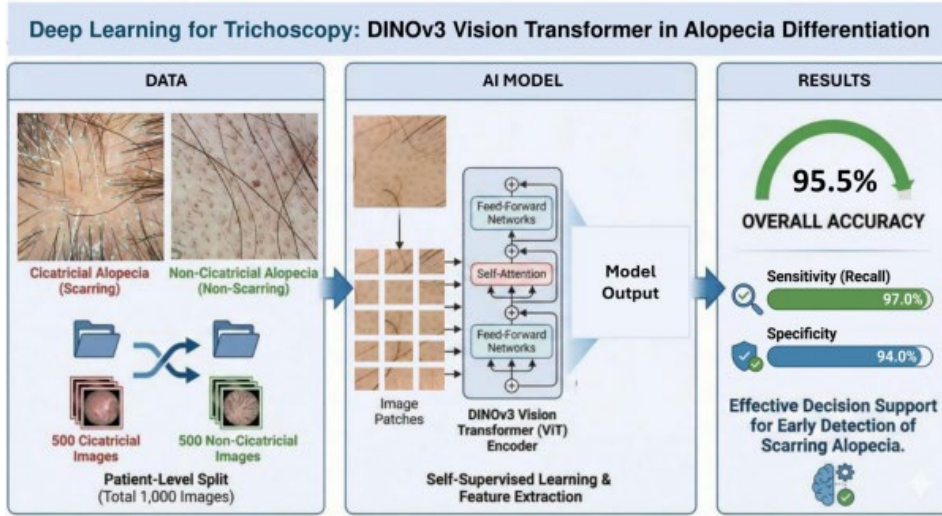 Deep Learning for Trichoscopy: DINOv3 Vision Transformer in Alopecia Differentiation
DATA
Cicatricial Alopecia
(Scarring)
Non-Cicatricial Alopecia
(Non-Scarring)
500 Cicatricial
Images
500 Non-Cicatricial
Images
Patient-Level Split
(Total 1,000 Images)
AI MODEL
Image
Patches
Feed-Forward
Networks
Self-Attention
Feed-Forward
Networks
DINOv3 Vision
Transformer (ViT)
Encoder
Model
Output
Self-Supervised Learning &
Feature Extraction
RESULTS
95.5%
OVERALL ACCURACY
Sensitivity (Recall)
97.0%
Specificity
94.0%
Effective Decision Support
for Early Detection of
Scarring Alopecia.